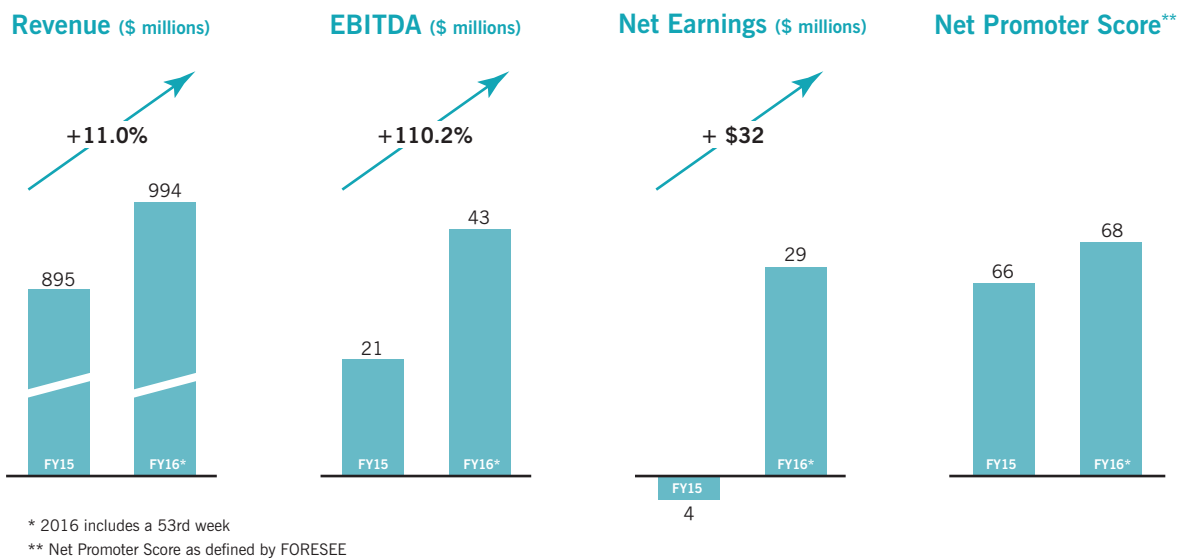 Revenue ($ millions)
+11.0%
895
994
FY15
FY16*
EBITDA ($ millions)
+110.2%
21
43
FY15
FY16*
Net Earnings ($ millions)
+ $32
29
FY16*
FY15
4
Net Promoter Score**
66
68
FY15
FY16*
* 2016 includes a 53rd week
** Net Promoter Score as defined by FORESEE